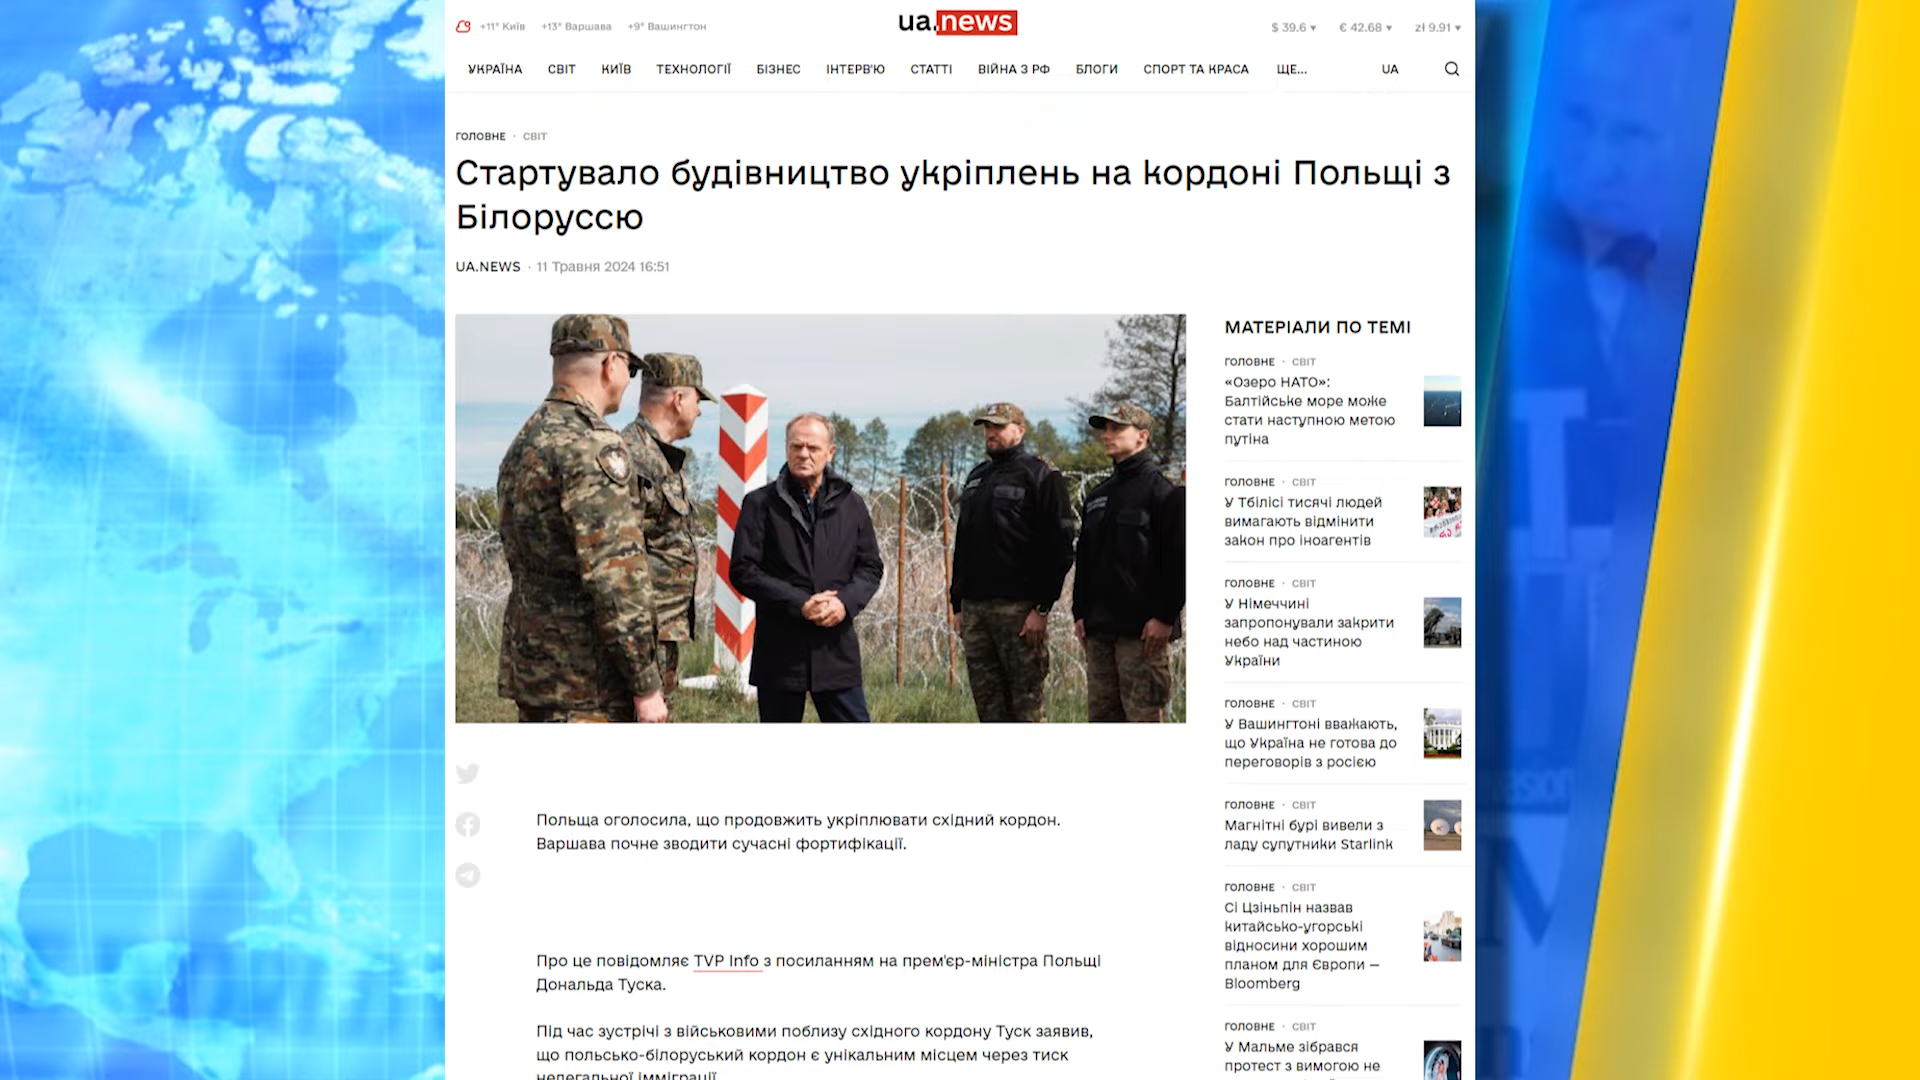 +11° Київ +13° Варшава +9° Вашингтон
ua.news
$ 39.6 € 42.68 zł 9.91
УКРАЇНА СВІТ КИЇВ ТЕХНОЛОГІЇ БІЗНЕС ІНТЕРВ'Ю СТАТТІ ВІЙНА З РФ БЛОГИ СПОРТ ТА КРАСА ЩЕ... UA
ГОЛОВНЕ · СВІТ
Стартувало будівництво укріплень на кордоні Польщі з
Білоруссю
UA.NEWS · 11 Травня 2024 16:51
Польща оголосила, що продовжить укріплювати східний кордон.
Варшава почне зводити сучасні фортифікації.
Про це повідомляє TVP Info з посиланням на прем'єр-міністра Польщі
Дональда Туска.
Під час зустрічі з військовими поблизу східного кордону Туск заявив,
що польсько-білоруський кордон є унікальним місцем через тиск
нелегальної імміграції.
МАТЕРІАЛИ ПО ТЕМІ
ГОЛОВНЕ · СВІТ
«Озеро НАТО»:
Балтійське море може
стати наступною метою
путіна
ГОЛОВНЕ · СВІТ
У Тбілісі тисячі людей
вимагають відмінити
закон про іноагентів
ГОЛОВНЕ · СВІТ
У Німеччині
запропонували закрити
небо над частиною
України
ГОЛОВНЕ · СВІТ
У Вашингтоні вважають,
що Україна не готова до
переговорів з росією
ГОЛОВНЕ · СВІТ
Магнітні бурі вивели з
ладу супутники Starlink
ГОЛОВНЕ · СВІТ
Сі Цзіньпін назвав
китайсько-угорські
відносини хорошим
планом для Європи —
Bloomberg
ГОЛОВНЕ · СВІТ
У Мальме зібрався
протест з вимогою не